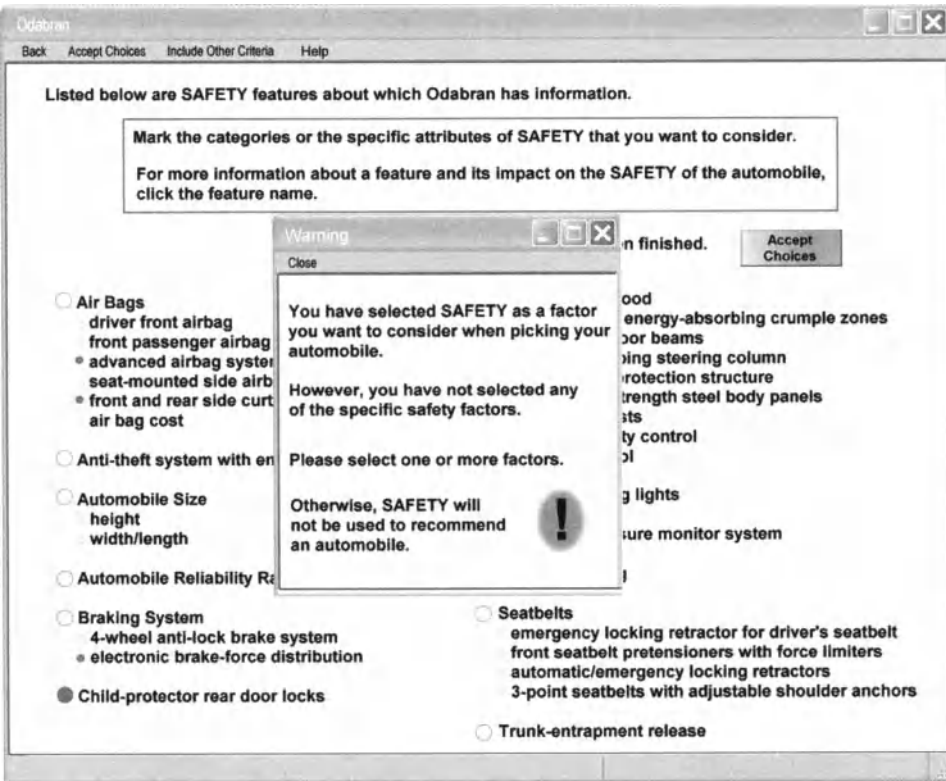 Odabran
Back Accept Choices Include Other Criteria Help
Listed below are SAFETY features about which Odabran has information.
Mark the categories or the specific attributes of SAFETY that you want to consider.
For more information about a feature and its impact on the SAFETY of the automobile,
click the feature name.
n finished.
Accept
Choices
Warning
Close
You have selected SAFETY as a factor
you want to consider when picking your
automobile.
However, you have not selected any
of the specific safety factors.
Please select one or more factors.
Otherwise, SAFETY will
not be used to recommend
an automobile.
!
Air Bags
driver front airbag
front passenger airbag
advanced airbag syste
seat-mounted side airb
front and rear side curt
air bag cost
Anti-theft system with en
Automobile Size
height
width/length
Automobile Reliability Ra
Braking System
4-wheel anti-lock brake system
electronic brake-force distribution
Child-protector rear door locks
ood
energy-absorbing crumple zones
oor beams
bing steering column
rotection structure
trength steel body panels
sts
ty control
ol
g lights
sure monitor system
g
Seatbelts
emergency locking retractor for driver's seatbelt
front seatbelt pretensioners with force limiters
automatic/emergency locking retractors
3-point seatbelts with adjustable shoulder anchors
Trunk-entrapment release